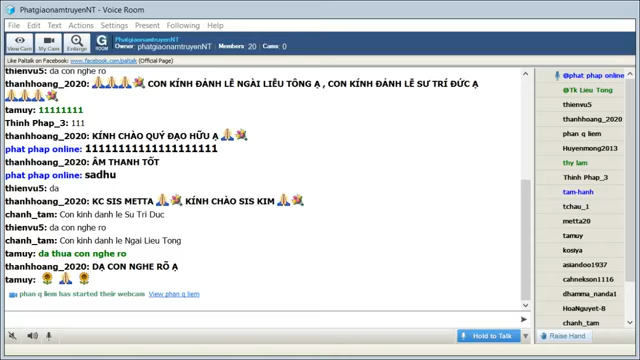 PhatgiaonamtruyenNT - Voice Room
File Edit Text Actions Settings Present Following Help
View Cam My Cam Enlarge G ROOM
PhatgiaonamtruyenNT
Owner: phatgiaonamtruyenNT Members: 20 Cams: 0
Like Paltalk on Facebook: www.facebook.com/paltalk (Official Page)
thienvu5: da con nghe ro
thanhhoang_2020: CON KÍNH ĐẢNH LỄ NGÀI LIỄU TÔNG Ạ , CON KÍNH ĐẢNH LỄ SƯ TRÍ ĐỨC Ạ
tamuy: 11111111
Thinh Phap_3: 111
thanhhoang_2020: KÍNH CHÀO QUÝ ĐẠO HỮU Ạ
phat phap online: 11111111111111111111
thanhhoang_2020: ÂM THANH TỐT
phat phap online: sadhu
thienvu5: da
thanhhoang_2020: KC SIS METTA KÍNH CHÀO SIS KIM
chanh_tam: Con kinh danh le Su Tri Duc
thienvu5: da con nghe ro
chanh_tam: Con kinh danh le Ngai Lieu Tong
tamuy: da thua con nghe ro
thanhhoang_2020: DẠ CON NGHE RÕ Ạ
tamuy:
phan q liem has started their webcam View phan q liem
Hold to Talk
@phat phap online
@Tk Lieu Tong
thienvu5
thanhhoang_2020
phan q liem
Huyenmong2013
thy lam
Thinh Phap_3
tam-hanh
tchau_1
metta20
tamuy
kosiya
asiandoo1937
cahnekson1116
dhamma_nanda1
HoaNguyet-8
chanh_tam
Raise Hand